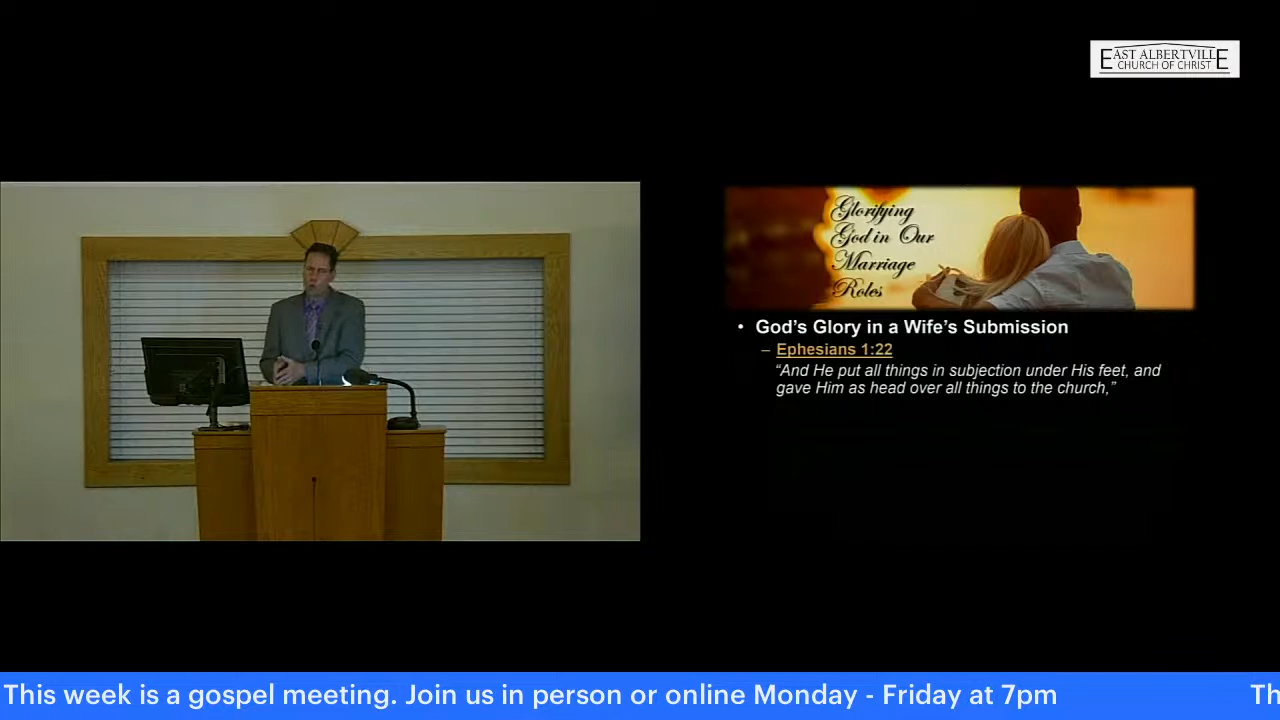 EAST ALBERTVILLE
CHURCH OF CHRIST
Glorifying
God in Our
Marriage
Roles
• God's Glory in a Wife's Submission
– Ephesians 1:22
“And He put all things in subjection under His feet, and
gave Him as head over all things to the church,”
This week is a gospel meeting. Join us in person or online Monday - Friday at 7pm
Th